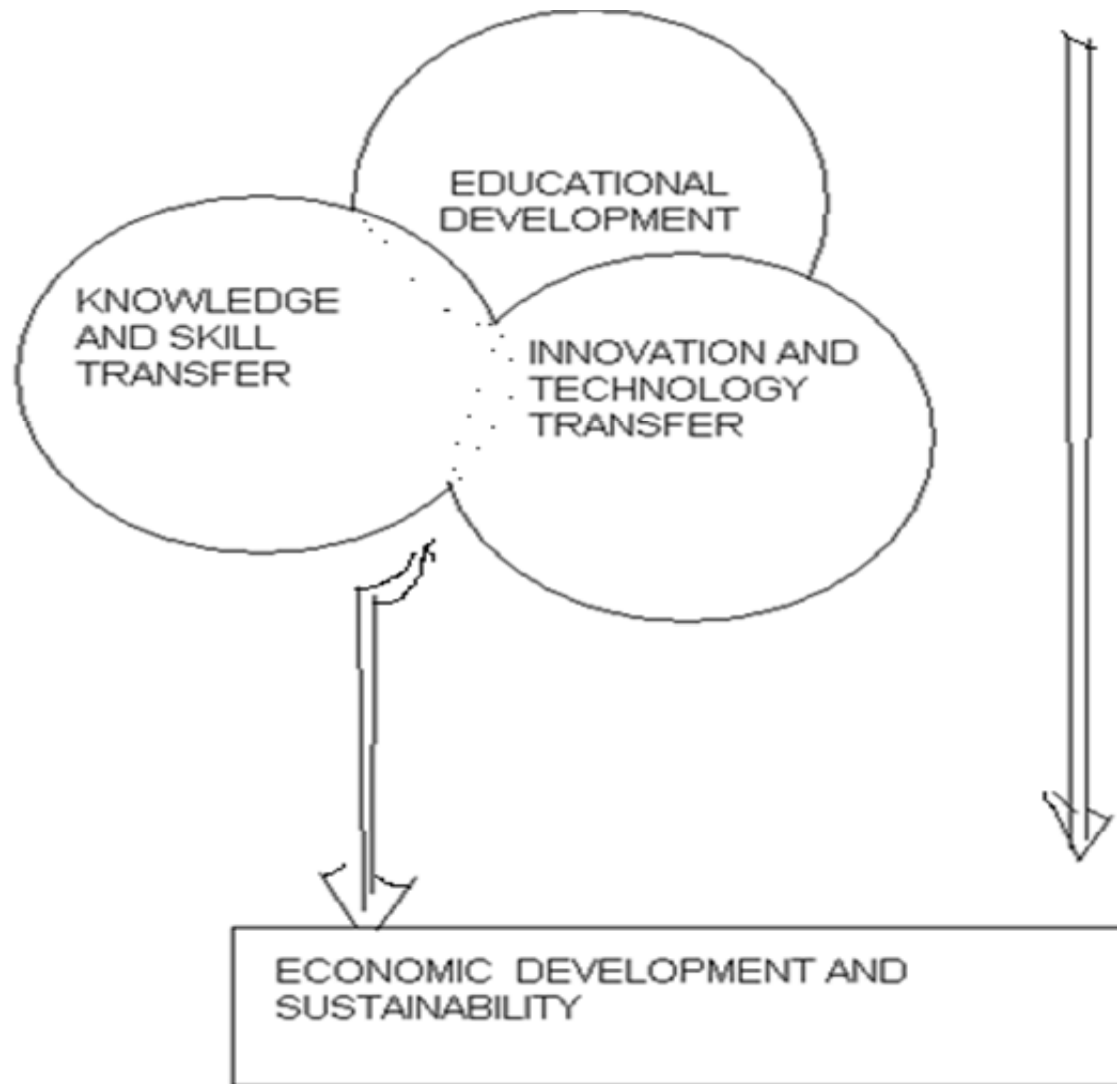 EDUCATIONAL
DEVELOPMENT
KNOWLEDGE
AND SKILL
TRANSFER
INNOVATION AND
TECHNOLOGY
TRANSFER
ECONOMIC DEVELOPMENT AND
SUSTAINABILITY